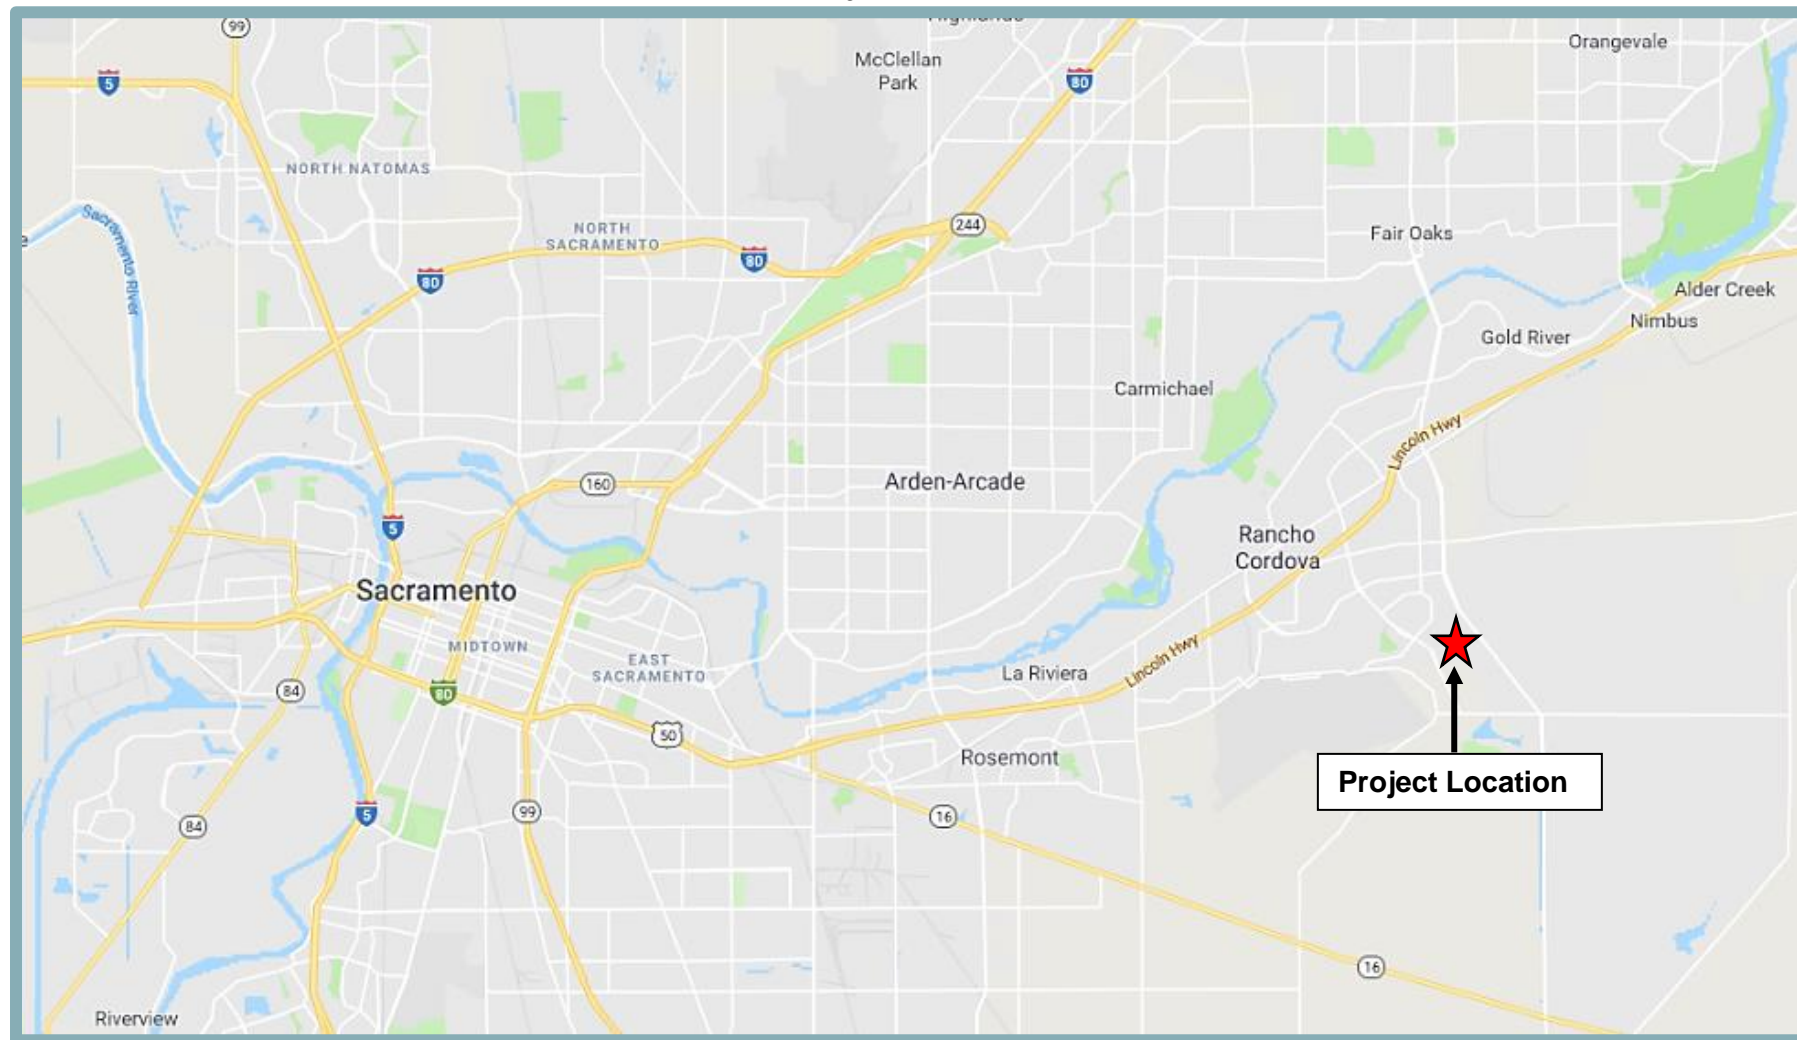 99
Orangevale
McClellan
Park
5
80
NORTH NATOMAS
Sacramento River
NORTH
SACRAMENTO
244
Fair Oaks
80
80
Alder Creek
Nimbus
Gold River
Carmichael
Lincoln Hwy
160
Arden-Arcade
5
Rancho
Cordova
Sacramento
MIDTOWN
EAST
SACRAMENTO
Lincoln Hwy
La Riviera
84
80
50
Rosemont
Project Location
5
99
16
84
16
Riverview